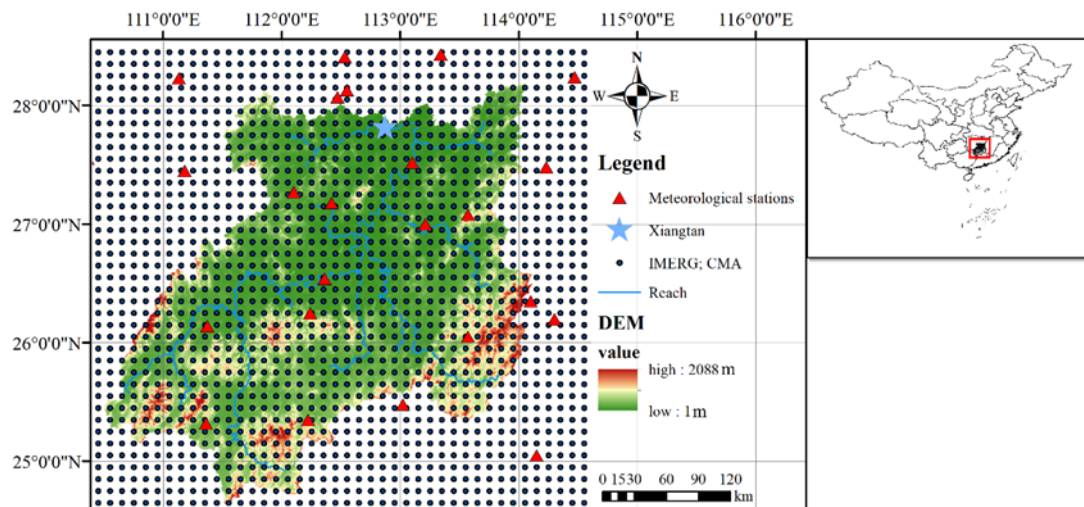 111°0'0"E 112°0'0"E 113°0'0"E 114°0'0"E 115°0'0"E 116°0'0"E
28°0'0"N
27°0'0"N
26°0'0"N
25°0'0"N
N
W E
S
Legend
Meteorological stations
Xiangtan
IMERG; CMA
Reach
DEM
value
high : 2088 m
low : 1m
0 1530 60 90 120
km